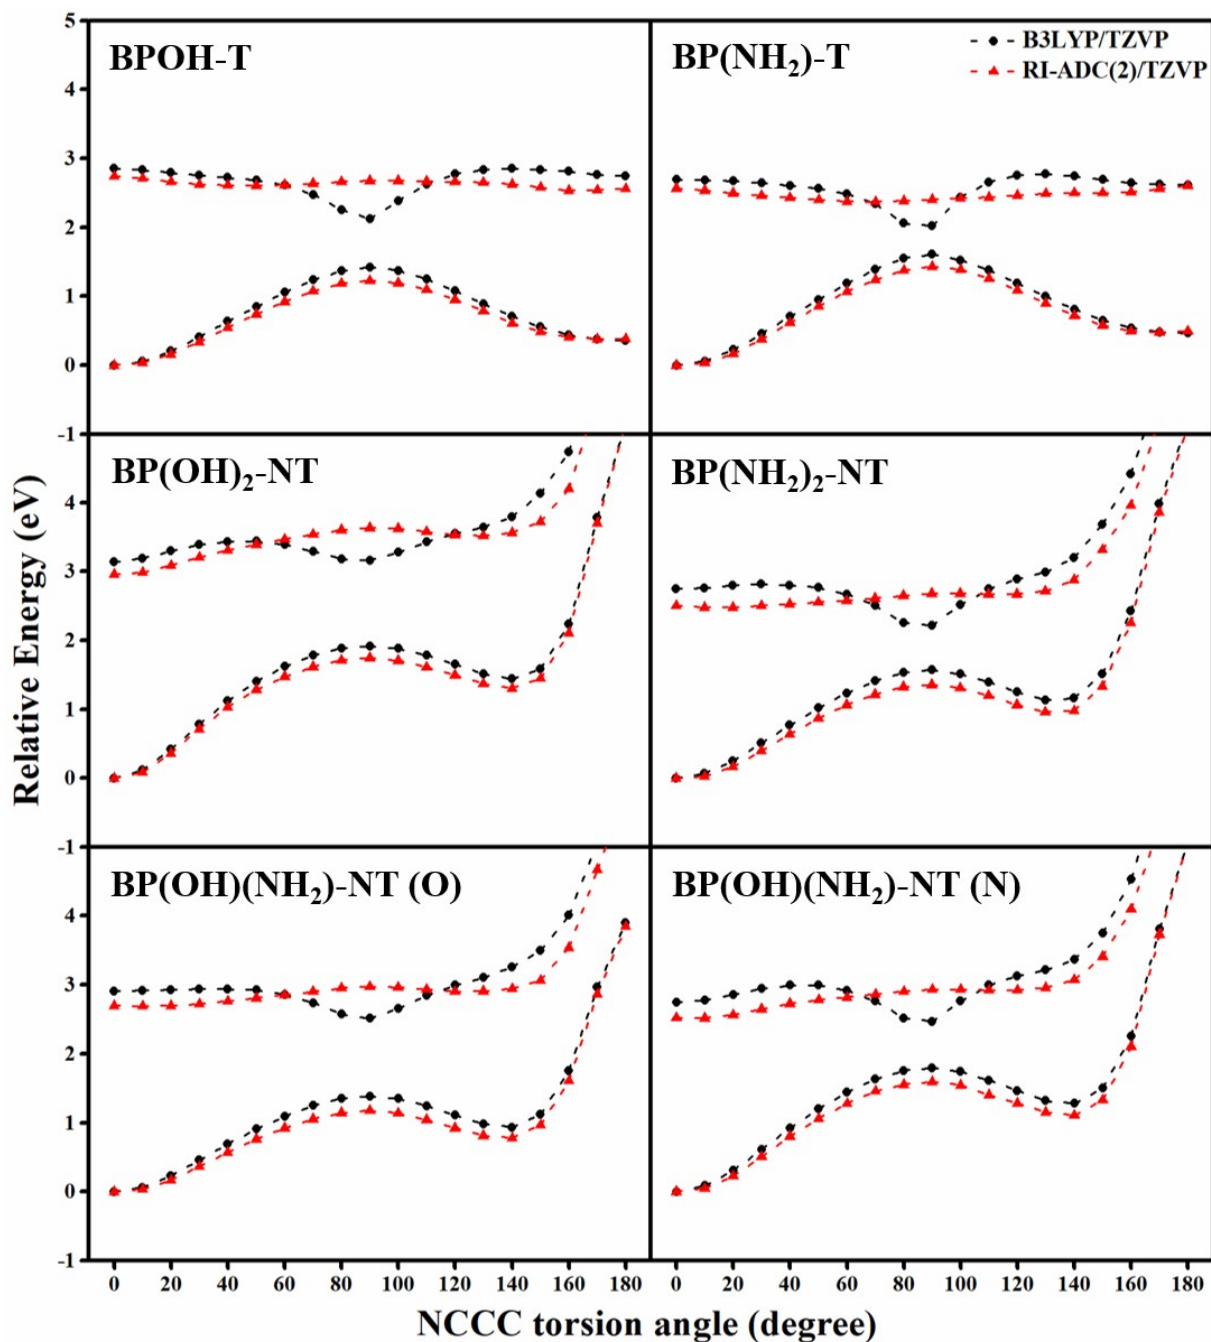 BPOH-T
BP(NH₂)-T
B3LYP/TZVP
RI-ADC(2)/TZVP
5
4
3
2
1
0
-1
BP(OH)₂-NT
BP(NH₂)₂-NT
4
3
2
1
0
-1
BP(OH)(NH₂)-NT (O)
BP(OH)(NH₂)-NT (N)
4
3
2
1
0
-1
Relative Energy (eV)
0 20 40 60 80 100 120 140 160 180
0 20 40 60 80 100 120 140 160 180
NCCC torsion angle (degree)